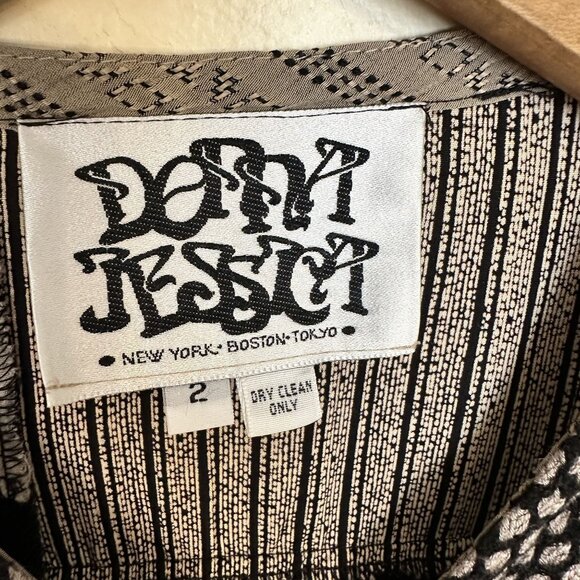 DONNA
JESSICA
• NEW YORK • BOSTON • TOKYO •
2
DRY CLEAN
ONLY